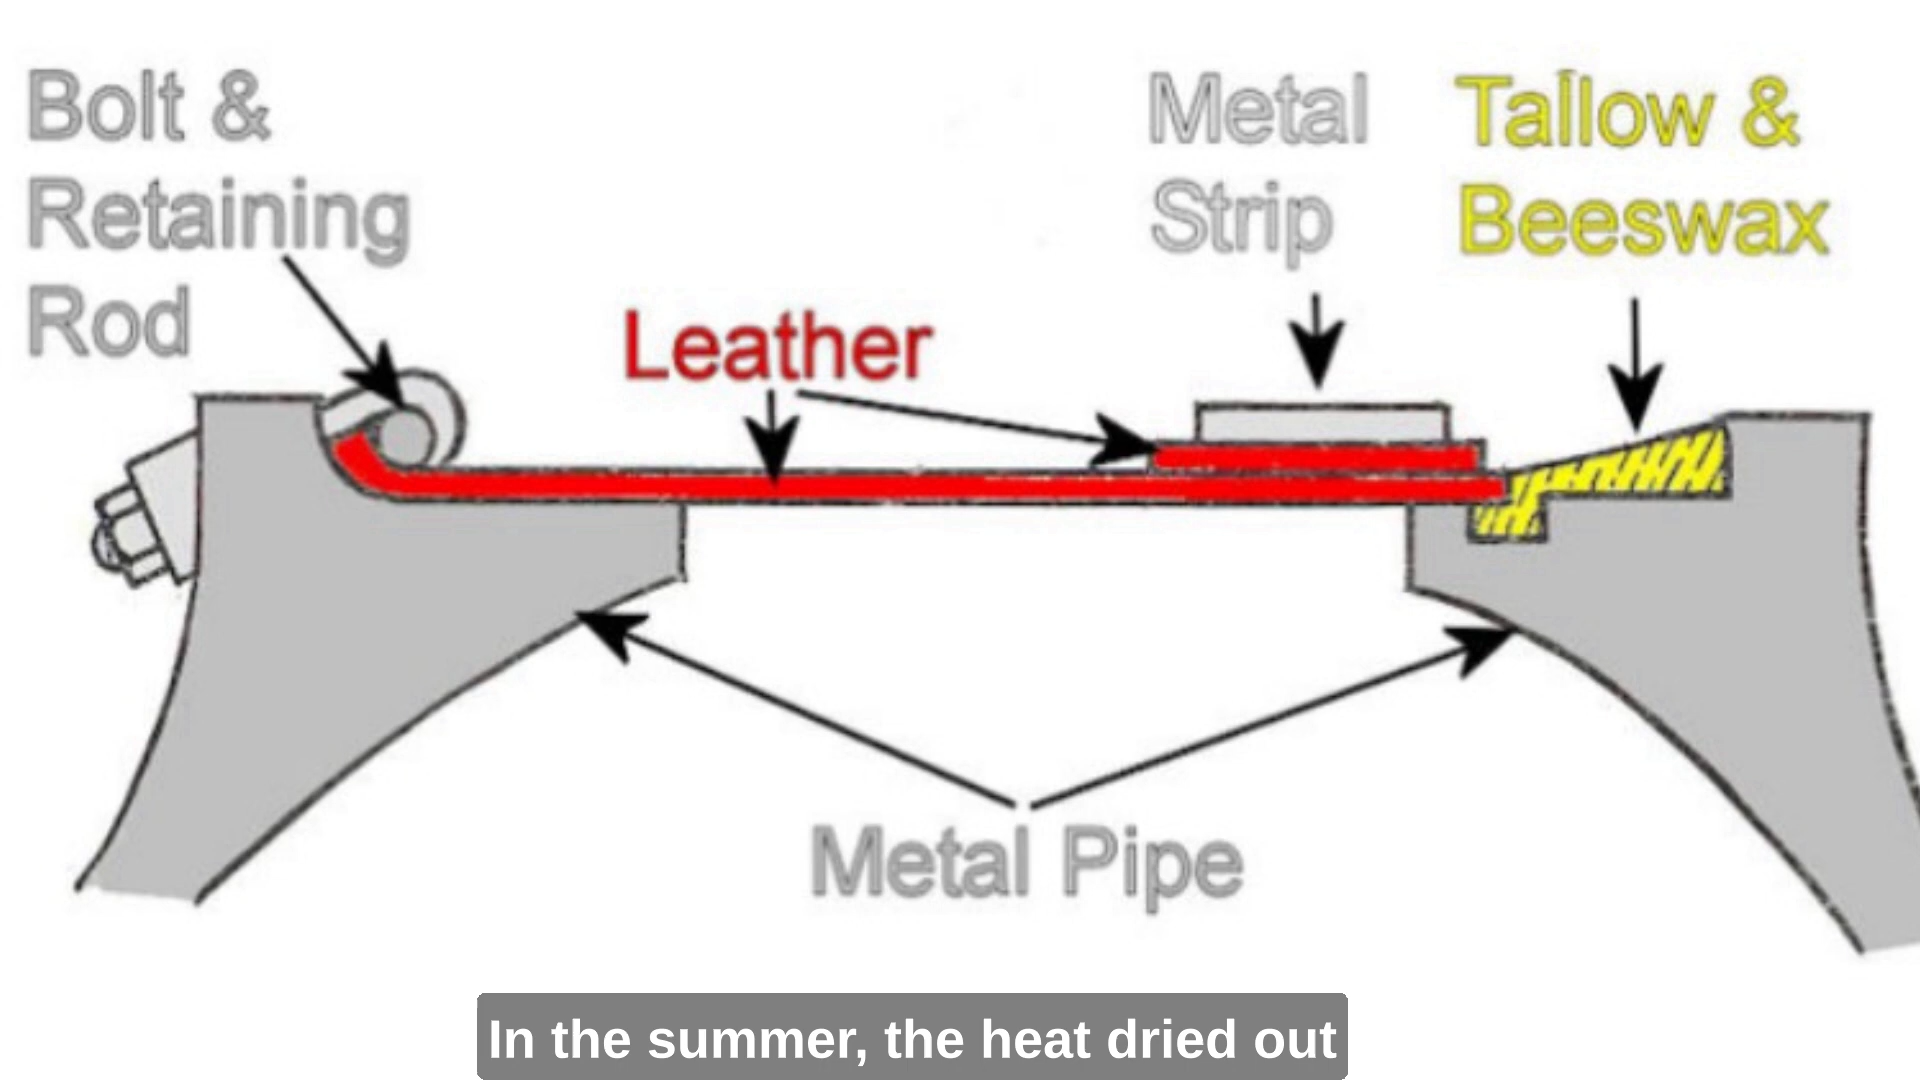 Bolt &
Retaining
Rod
Metal
Strip
Tallow &
Beeswax
Leather
Metal Pipe
In the summer, the heat dried out